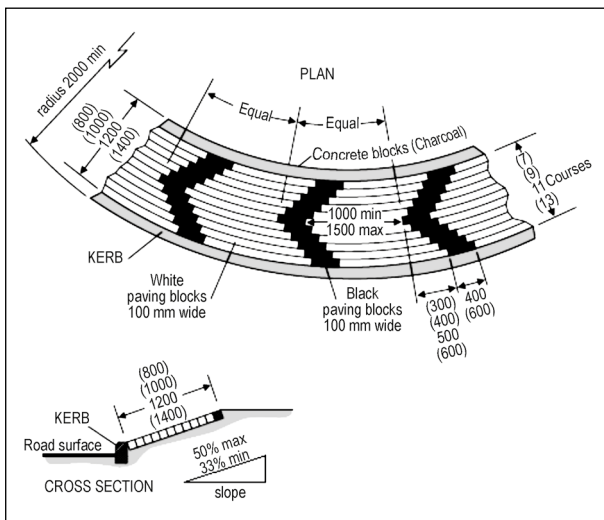 PLAN
radius 2000 min
(800)
(1000)
1200
(1400)
Equal
Equal
Concrete blocks (Charcoal)
(7)
(9)
11 Courses
(13)
1000 min
1500 max
KERB
White
paving blocks
100 mm wide
Black
paving blocks
100 mm wide
(300)
(400)
500
(600)
400
(600)
(800)
(1000)
1200
(1400)
KERB
Road surface
50% max
33% min
slope
CROSS SECTION